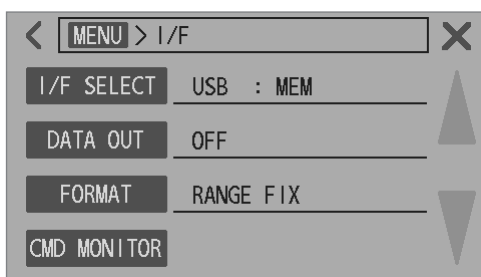 MENU > I/F
I/F SELECT USB : MEM
DATA OUT OFF
FORMAT RANGE FIX
CMD MONITOR